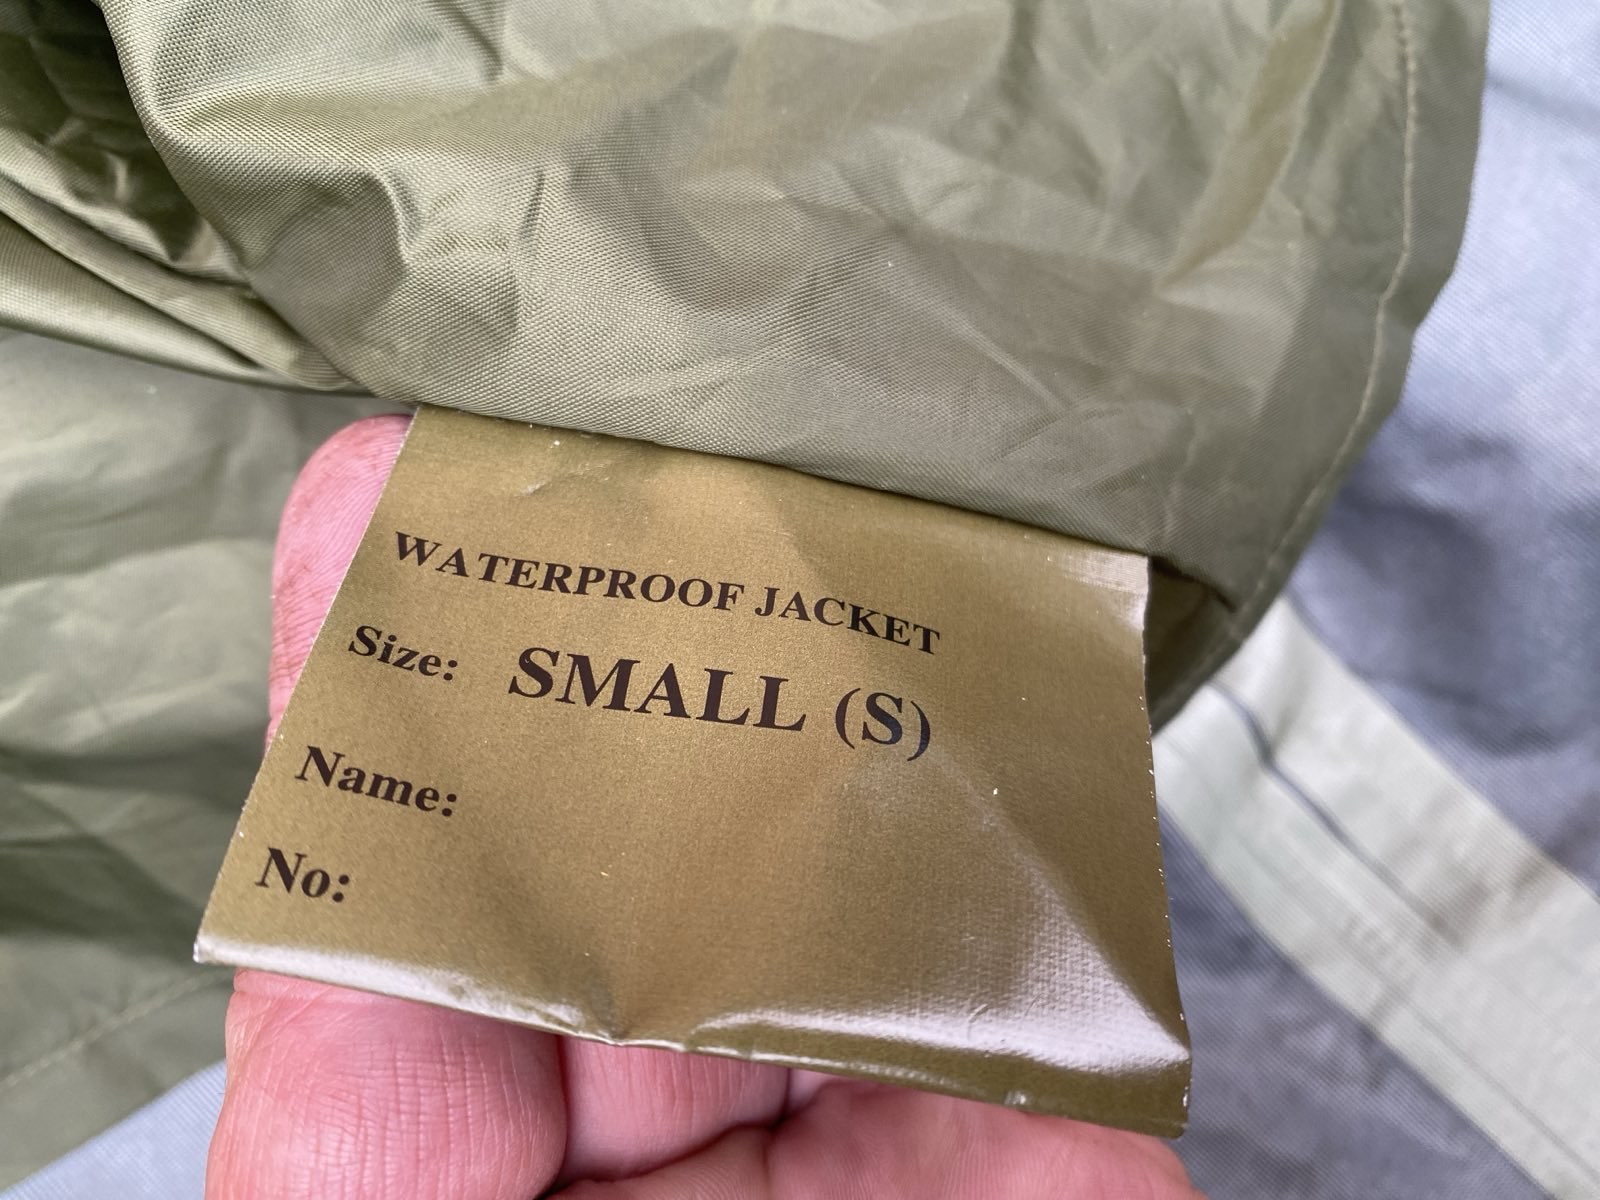 WATERPROOF JACKET
Size: SMALL (S)
Name:
No: